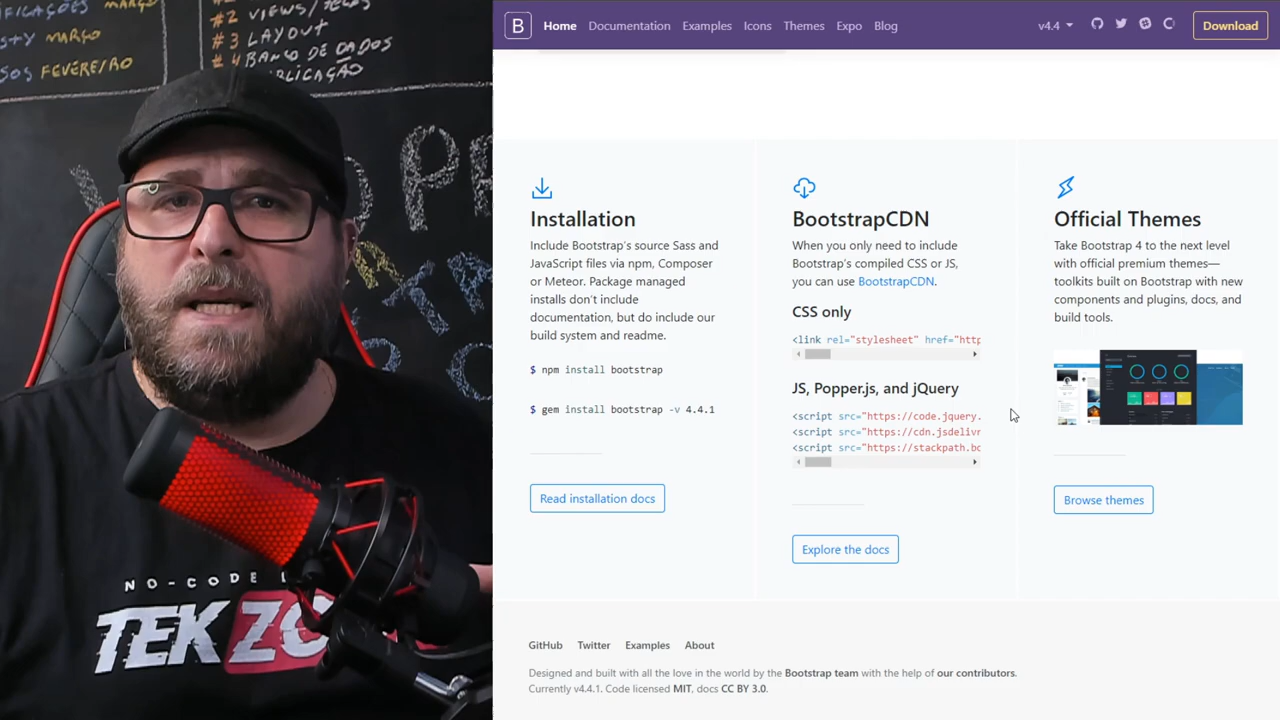 IFICAÇÕES MARÇO
STY MARÇO
SOS FEVEREIRO
#2 VIEWS/
#3 LAYOUT
#4 BANCO DE DADOS
NO-CODE
TEK ZO
B
Home
Documentation
Examples
Icons
Themes
Expo
Blog
v4.4
Download
Installation
Include Bootstrap's source Sass and
JavaScript files via npm, Composer
or Meteor. Package managed
installs don't include
documentation, but do include our
build system and readme.
$ npm install bootstrap
$ gem install bootstrap -v 4.4.1
Read installation docs
BootstrapCDN
When you only need to include
Bootstrap's compiled CSS or JS,
you can use BootstrapCDN.
CSS only
<link rel="stylesheet" href="http
JS, Popper.js, and jQuery
<script src="https://code.jquery.
<script src="https://cdn.jsdelivr
<script src="https://stackpath.bo
Explore the docs
Official Themes
Take Bootstrap 4 to the next level
with official premium themes—
toolkits built on Bootstrap with new
components and plugins, docs, and
build tools.
Browse themes
GitHub
Twitter
Examples
About
Designed and built with all the love in the world by the Bootstrap team with the help of our contributors.
Currently v4.4.1. Code licensed MIT, docs CC BY 3.0.